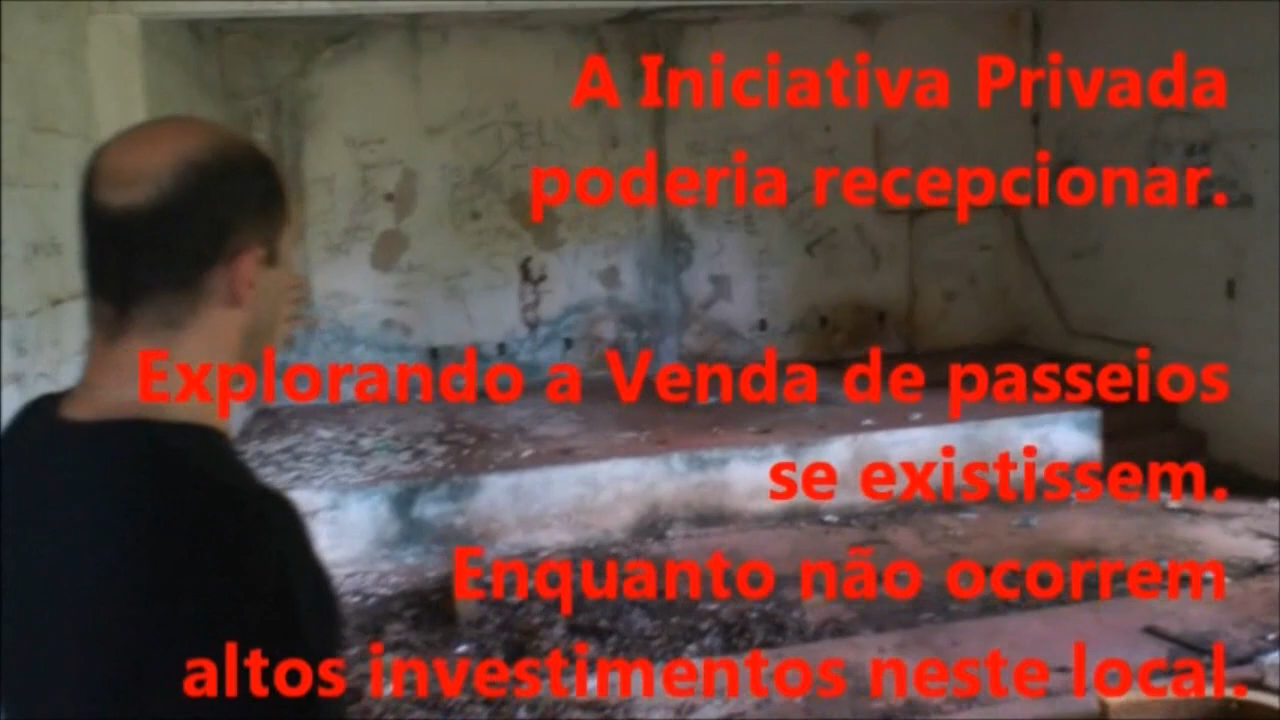 A Iniciativa Privada
poderia recepcionar.
Explorando a Venda de passeios
se existissem.
Enquanto não ocorrem
altos investimentos neste local.